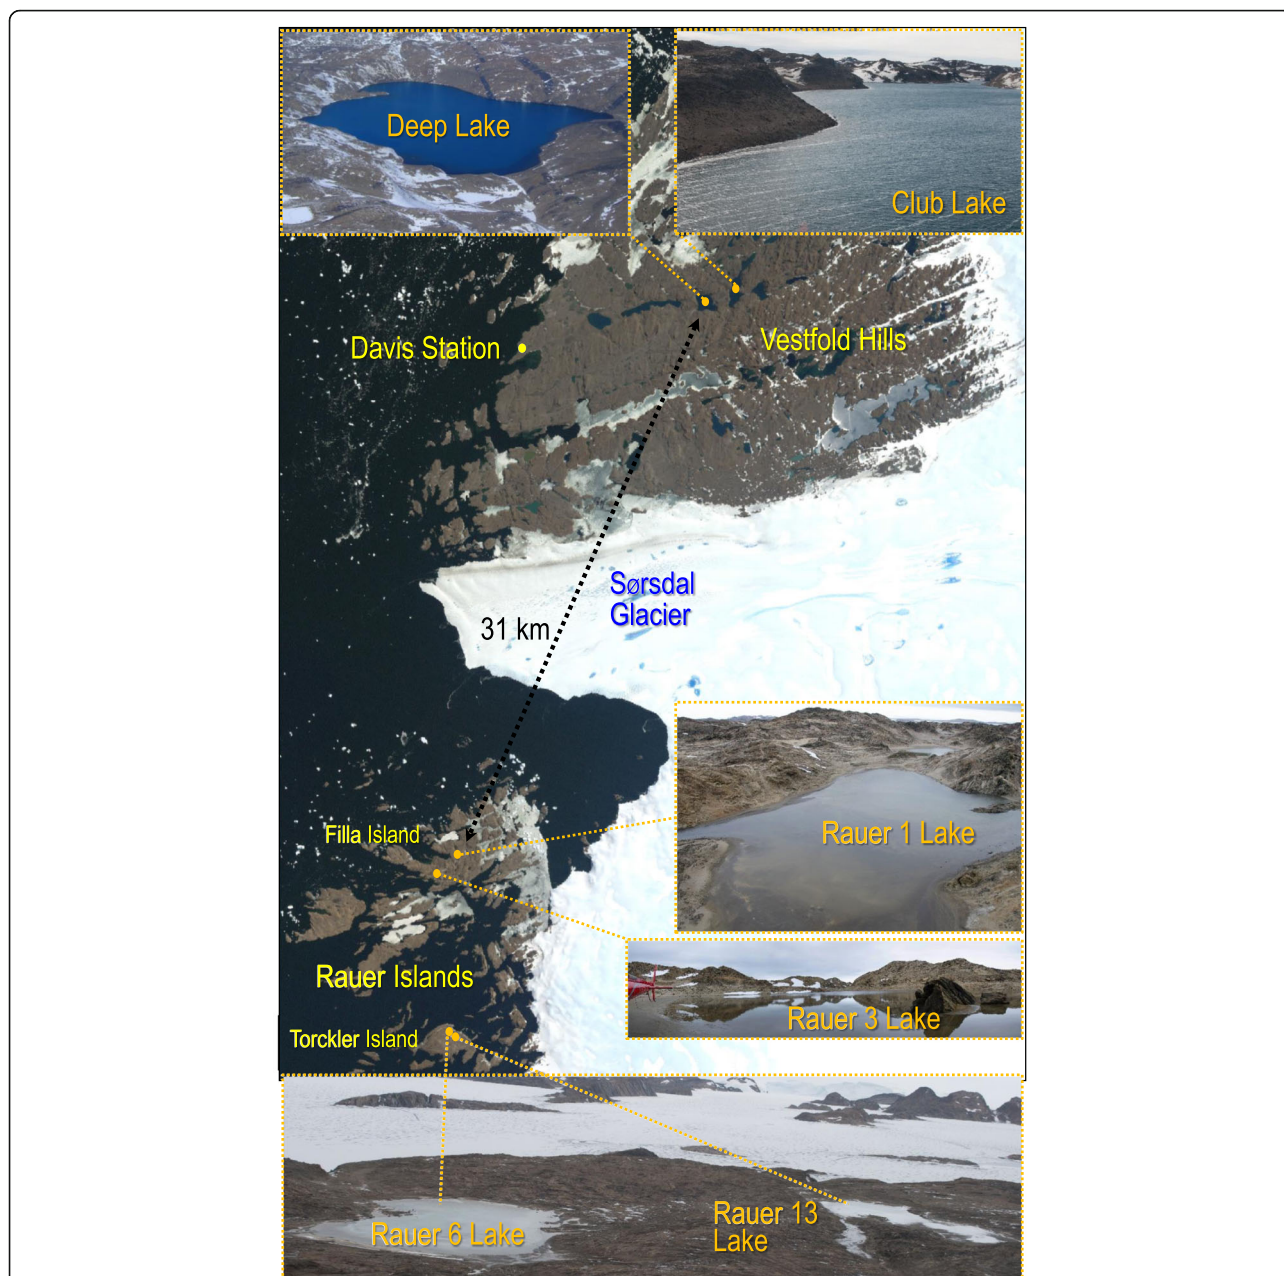 Deep Lake
Club Lake
Davis Station
Vestfold Hills
Sørsdal
Glacier
31 km
Filla Island
Rauer 1 Lake
Rauer Islands
Rauer 3 Lake
Torckler Island
Rauer 6 Lake
Rauer 13
Lake